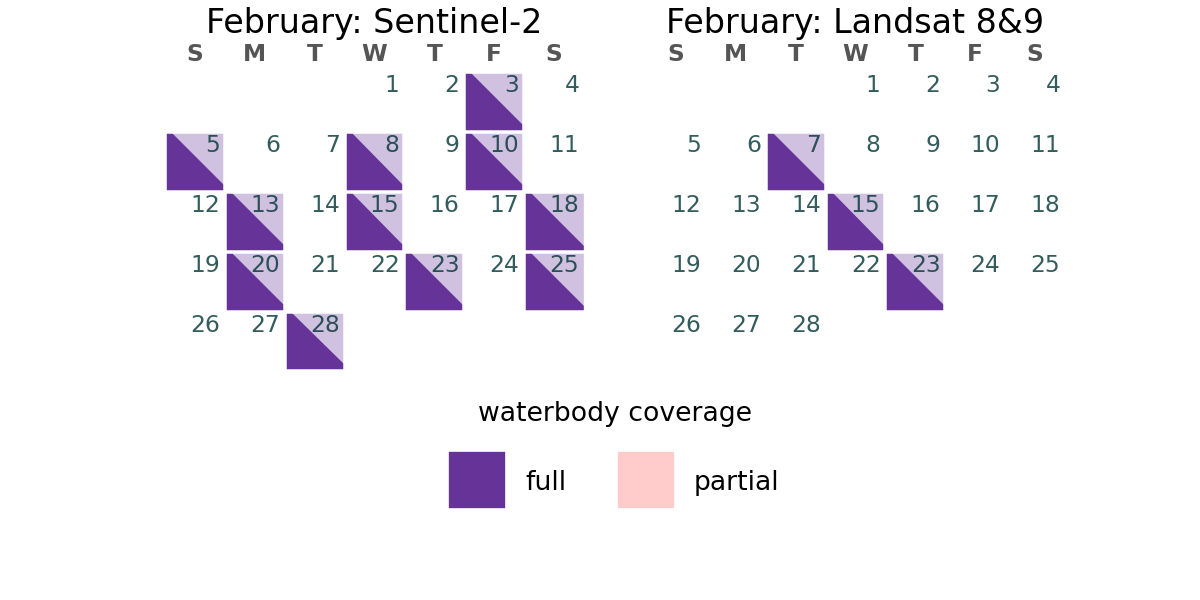 February: Sentinel-2
S M T W T F S
1 2 3 4
5 6 7 8 9 10 11
12 13 14 15 16 17 18
19 20 21 22 23 24 25
26 27 28
February: Landsat 8&9
S M T W T F S
1 2 3 4
5 6 7 8 9 10 11
12 13 14 15 16 17 18
19 20 21 22 23 24 25
26 27 28
waterbody coverage
full partial